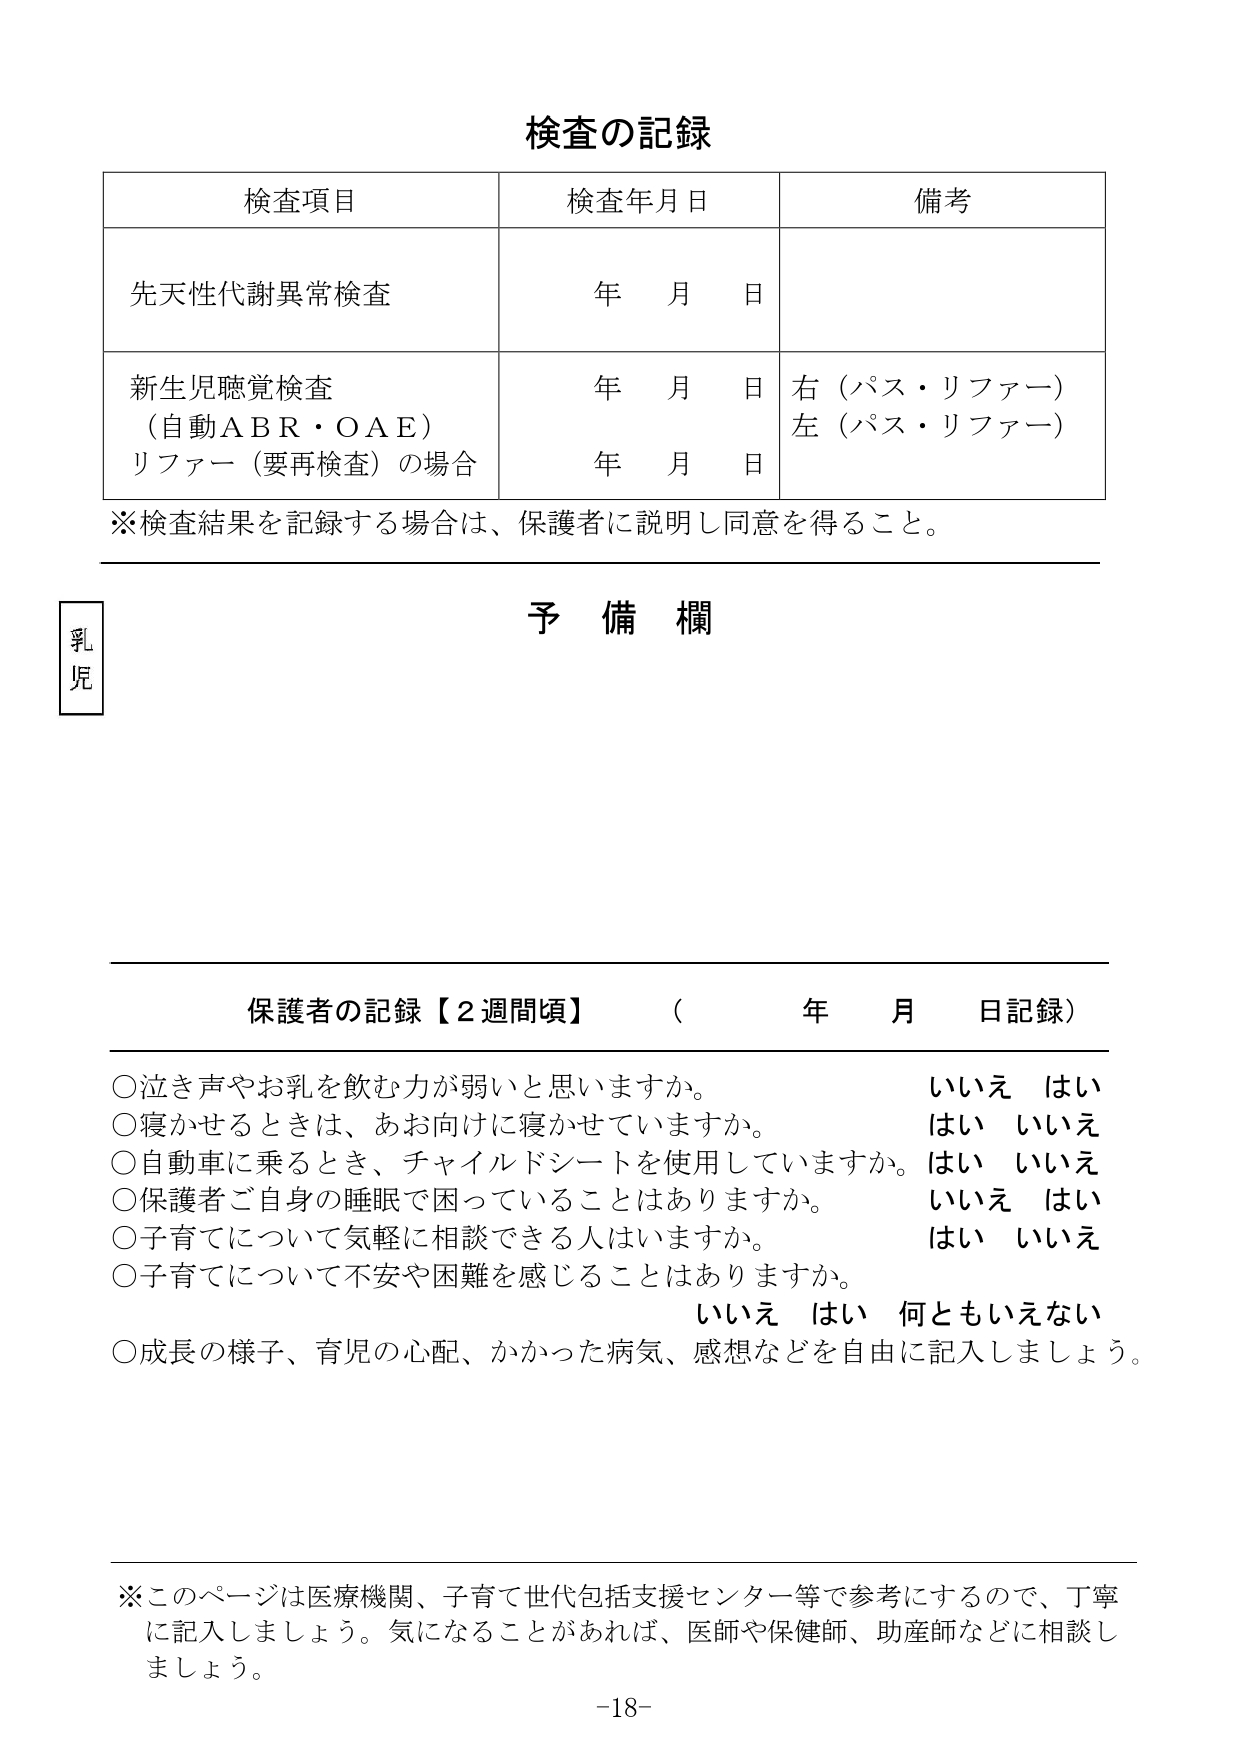 検査の記録
検査項目 検査年月日 備考
先天性代謝異常検査 年 月 日
新生児聴覚検査 年 月 日 右（パス・リファー）
（自動ＡＢＲ・ＯＡＥ） 左（パス・リファー）
リファー（要再検査）の場合 年 月 日
※検査結果を記録する場合は、保護者に説明し同意を得ること。
予 備 欄
乳
児
保護者の記録【２週間頃】 （ 年 月 日記録）
○泣き声やお乳を飲む力が弱いと思いますか。 いいえ はい
○寝かせるときは、あお向けに寝かせていますか。 はい いいえ
○自動車に乗るとき、チャイルドシートを使用していますか。 はい いいえ
○保護者ご自身の睡眠で困っていることはありますか。 いいえ はい
○子育てについて気軽に相談できる人はいますか。 はい いいえ
○子育てについて不安や困難を感じることはありますか。
いいえ はい 何ともいえない
○成長の様子、育児の心配、かかった病気、感想などを自由に記入しましょう。
※このページは医療機関、子育て世代包括支援センター等で参考にするので、丁寧
に記入しましょう。気になることがあれば、医師や保健師、助産師などに相談し
ましょう。
−18−